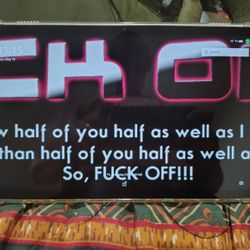 CK OF
11:15
Search
w half of you half as well as I
than half of you half as well a
So, FUCK OFF!!!